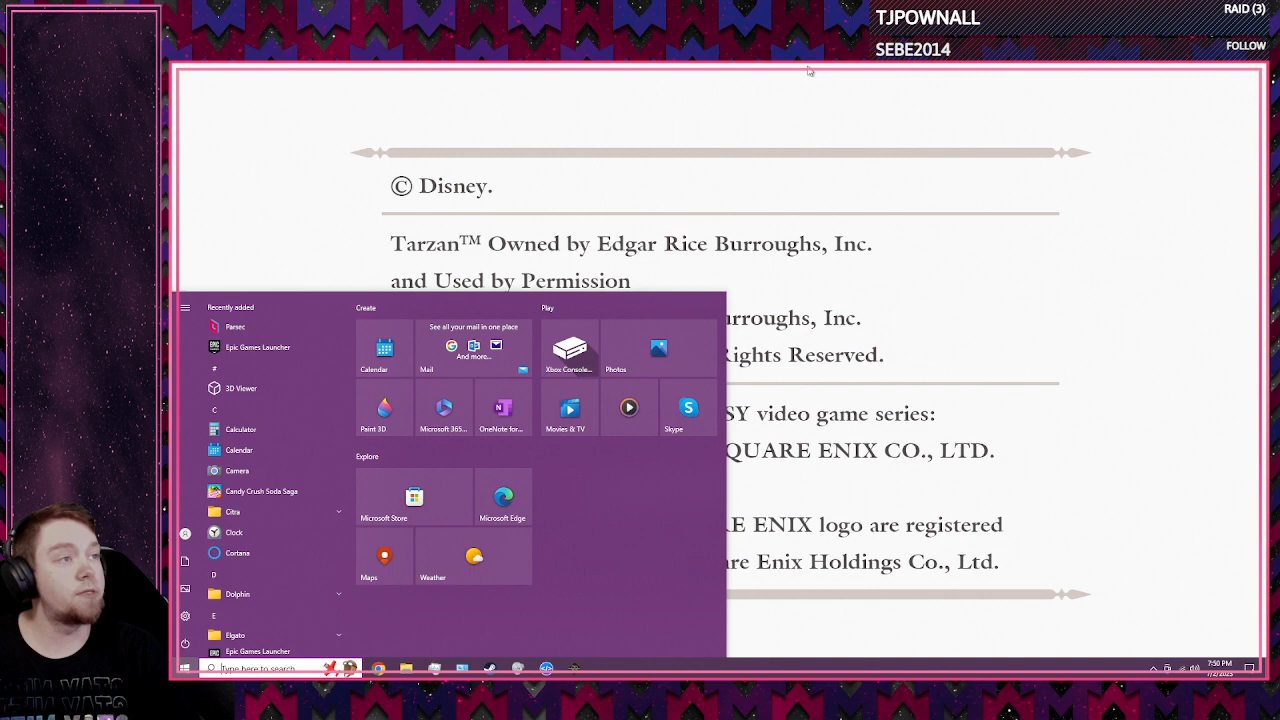 TJPOWNALL
RAID (3)
SEBE2014
FOLLOW
© Disney.
Tarzan™ Owned by Edgar Rice Burroughs, Inc.
and Used by Permission
urroughs, Inc.
Rights Reserved.
SY video game series:
QUARE ENIX CO., LTD.
RE ENIX logo are registered
are Enix Holdings Co., Ltd.
Recently added
Parsec
Epic Games Launcher
#
3D Viewer
C
Calculator
Calendar
Camera
Candy Crush Soda Saga
Citra
Clock
Cortana
D
Dolphin
E
Elgato
Epic Games Launcher
Create
Calendar
See all your mail in one place
And more...
Mail
Paint 3D
Microsoft 365...
OneNote for...
Play
Xbox Console...
Photos
Movies & TV
Skype
Explore
Microsoft Store
Microsoft Edge
Maps
Weather
Type here to search
7:50 PM
7/2/2023